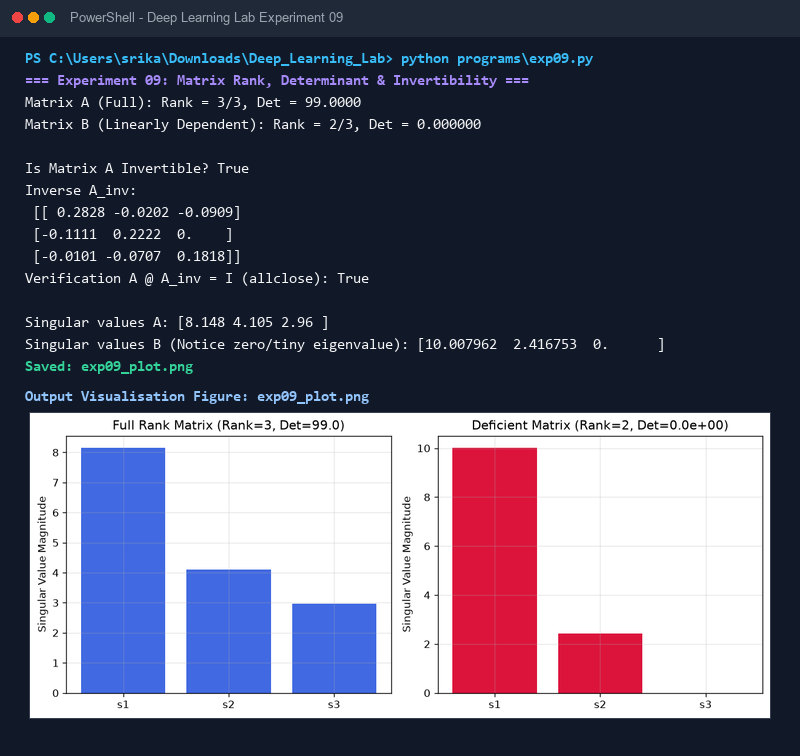 PowerShell - Deep Learning Lab Experiment 09
PS C:\Users\srika\Downloads\Deep_Learning_Lab> python programs\exp09.py
=== Experiment 09: Matrix Rank, Determinant & Invertibility ===
Matrix A (Full): Rank = 3/3, Det = 99.0000
Matrix B (Linearly Dependent): Rank = 2/3, Det = 0.000000
Is Matrix A Invertible? True
Inverse A_inv:
[[ 0.2828 -0.0202 -0.0909]
[-0.1111  0.2222  0.    ]
[-0.0101 -0.0707  0.1818]]
Verification A @ A_inv = I (allclose): True
Singular values A: [8.148 4.105 2.96 ]
Singular values B (Notice zero/tiny eigenvalue): [10.007962  2.416753  0.      ]
Saved: exp09_plot.png
Output Visualisation Figure: exp09_plot.png
Full Rank Matrix (Rank=3, Det=99.0)
Singular Value Magnitude
8
7
6
5
4
3
2
1
0
s1 s2 s3
Deficient Matrix (Rank=2, Det=0.0e+00)
Singular Value Magnitude
10
8
6
4
2
0
s1 s2 s3